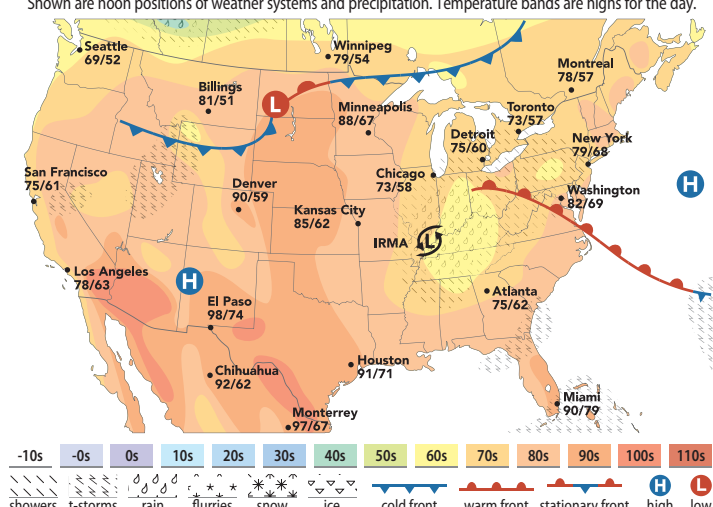 Shown are noon positions of weather systems and precipitation. Temperature bands are highs for the day.
Seattle
69/52
Winnipeg
79/54
Montreal
78/57
Billings
81/51
L
Minneapolis
88/67
Toronto
73/57
Detroit
75/60
New York
79/68
San Francisco
75/61
Denver
90/59
Chicago
73/58
Washington
82/69
H
Kansas City
85/62
IRMA
L
Los Angeles
78/63
H
El Paso
98/74
Atlanta
75/62
Chihuahua
92/62
Houston
91/71
Monterrey
97/67
Miami
90/79
-10s -0s 0s 10s 20s 30s 40s 50s 60s 70s 80s 90s 100s 110s
H L
showers t-storms rain flurries snow ice cold front warm front stationary front high low